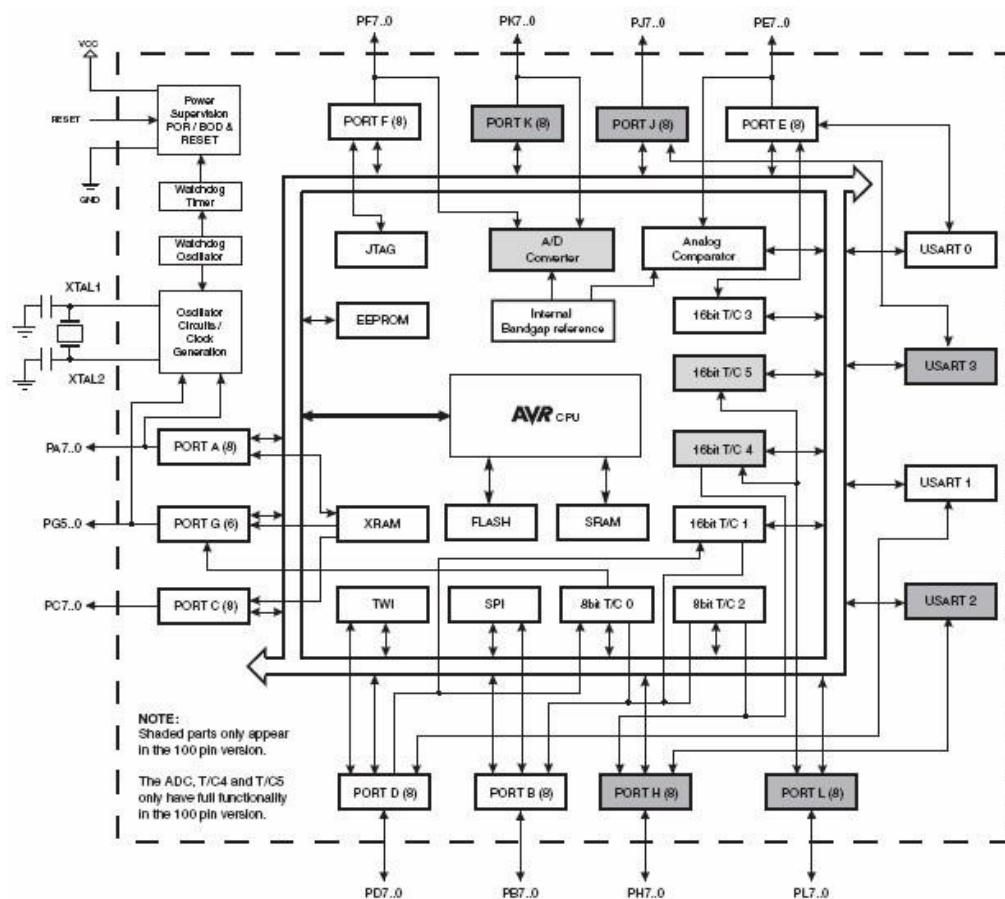 PF7..0
PK7..0
PJ7..0
PE7..0
VCC
RESET
GND
Power
Supervision
POR / BOD &
RESET
PORT F (8)
PORT K (8)
PORT J (8)
PORT E (8)
Watchdog
Timer
Watchdog
Oscillator
JTAG
A/D
Converter
Analog
Comparator
USART 0
XTAL1
Oscillator
Circuits /
Clock
Generation
XTAL2
EEPROM
Internal
Bandgap reference
16bit T/C 3
16bit T/C 5
USART 3
AVR CPU
PA7..0
PORT A (8)
16bit T/C 4
USART 1
PG5..0
PORT G (6)
XRAM
FLASH
SRAM
16bit T/C 1
PC7..0
PORT C (8)
TWI
SPI
8bit T/C 0
8bit T/C 2
USART 2
NOTE:
Shaded parts only appear
in the 100 pin version.
The ADC, T/C4 and T/C5
only have full functionality
in the 100 pin version.
PORT D (8)
PORT B (8)
PORT H (8)
PORT L (8)
PD7..0
PB7..0
PH7..0
PL7..0